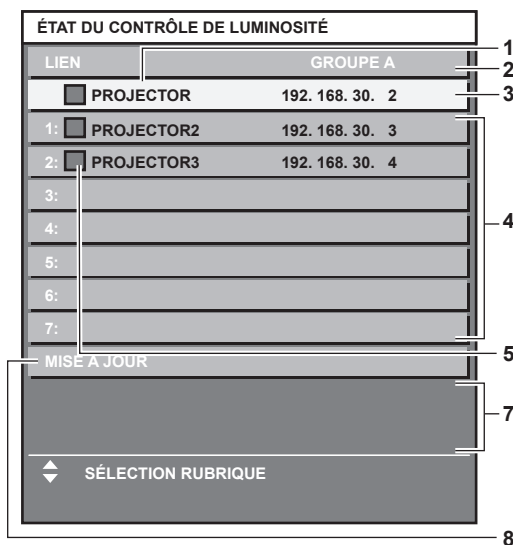 ÉTAT DU CONTRÔLE DE LUMINOSITÉ
LIEN GROUPE A
PROJECTOR 192. 168. 30. 2
1: PROJECTOR2 192. 168. 30. 3
2: PROJECTOR3 192. 168. 30. 4
3:
4:
5:
6:
7:
MISE À JOUR
SÉLECTION RUBRIQUE
1
2
3
4
5
7
8